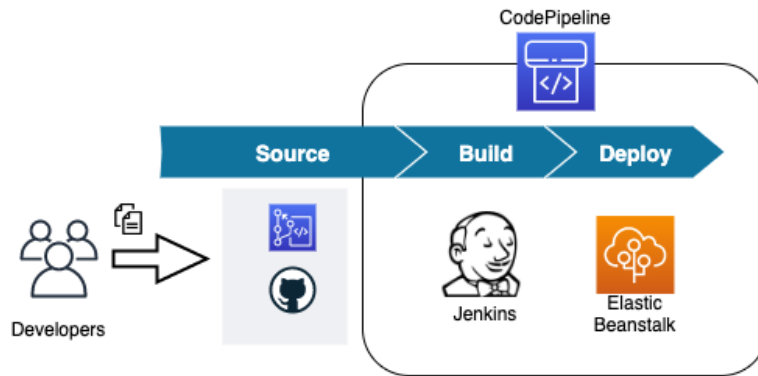 CodePipeline
</>
Source
Build
Deploy
</>
Developers
Jenkins
Elastic
Beanstalk